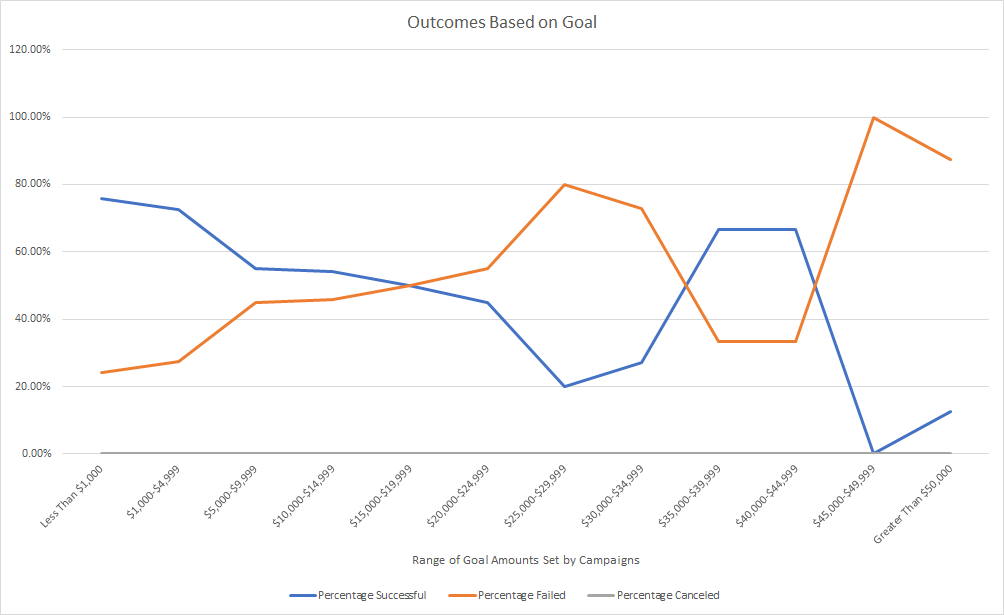 Outcomes Based on Goal
120.00%
100.00%
80.00%
60.00%
40.00%
20.00%
0.00%
Less Than $1,000
$1,000-$4,999
$5,000-$9,999
$10,000-$14,999
$15,000-$19,999
$20,000-$24,999
$25,000-$29,999
$30,000-$34,999
$35,000-$39,999
$40,000-$44,999
$45,000-$49,999
Greater Than $50,000
Range of Goal Amounts Set by Campaigns
Percentage Successful
Percentage Failed
Percentage Canceled